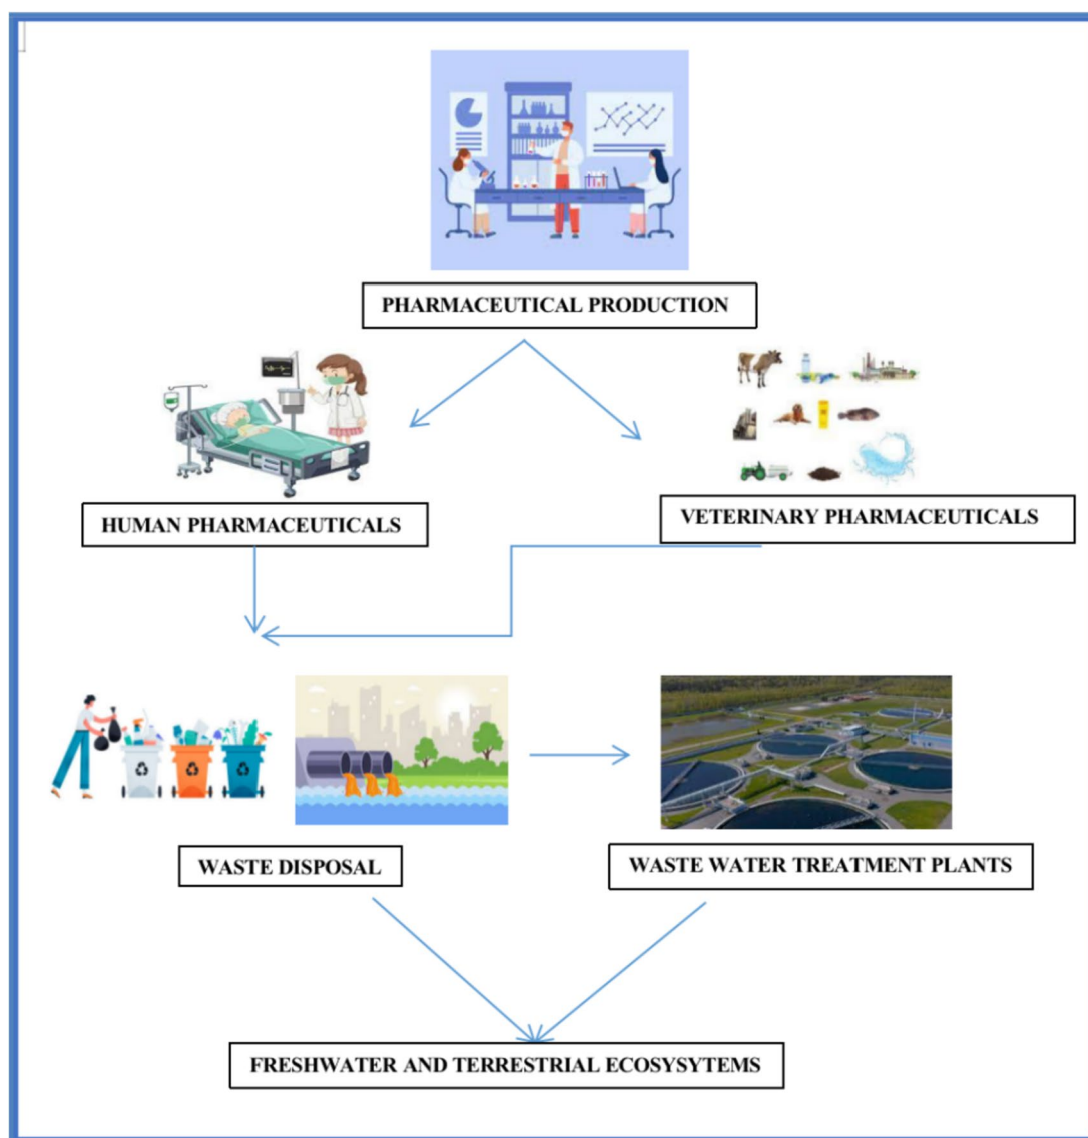 PHARMACEUTICAL PRODUCTION
HUMAN PHARMACEUTICALS
VETERINARY PHARMACEUTICALS
WASTE DISPOSAL
WASTE WATER TREATMENT PLANTS
FRESHWATER AND TERRESTRIAL ECOSYSYTEMS